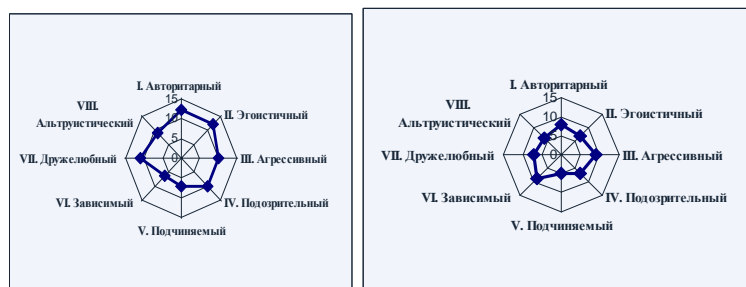 I. Авторитарный
15
10
5
0
II. Эгоистичный
III. Агрессивный
IV. Подозрительный
V. Подчиняемый
VI. Зависимый
VII. Дружелюбный
VIII.
Альтруистический
I. Авторитарный
15
10
5
0
II. Эгоистичный
III. Агрессивный
IV. Подозрительный
V. Подчиняемый
VI. Зависимый
VII. Дружелюбный
VIII.
Альтруистический